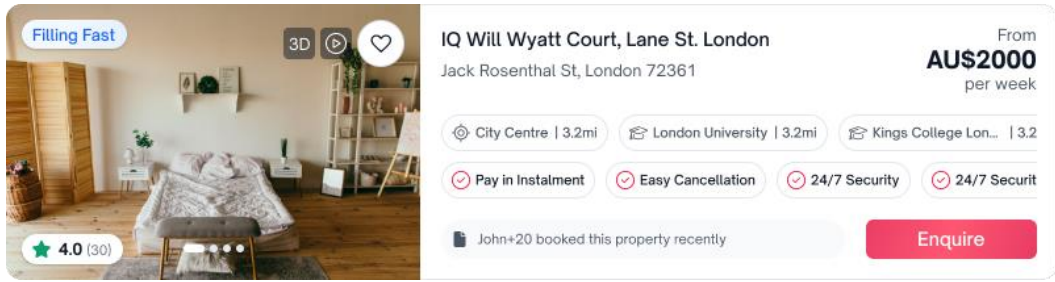 Filling Fast
3D
4.0 (30)
IQ Will Wyatt Court, Lane St. London
Jack Rosenthal St, London 72361
From
AU$2000
per week
City Centre | 3.2mi
London University | 3.2mi
Kings College Lon... | 3.2
Pay in Instalment
Easy Cancellation
24/7 Security
24/7 Securit
John+20 booked this property recently
Enquire